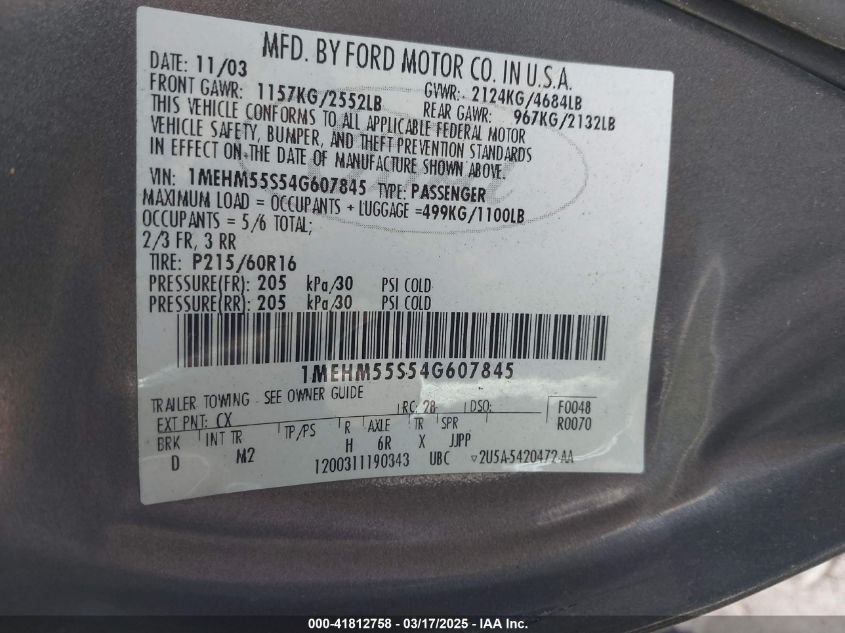 MFD. BY FORD MOTOR CO. IN U.S.A.
DATE: 11/03 GVWR: 2124KG/4684LB
FRONT GAWR: 1157KG/2552LB REAR GAWR: 967KG/2132LB
THIS VEHICLE CONFORMS TO ALL APPLICABLE FEDERAL MOTOR
VEHICLE SAFETY, BUMPER, AND THEFT PREVENTION STANDARDS
IN EFFECT ON THE DATE OF MANUFACTURE SHOWN ABOVE.
VIN: 1MEHM55S54G607845 TYPE: PASSENGER
MAXIMUM LOAD = OCCUPANTS + LUGGAGE =499KG/1100LB
OCCUPANTS = 5/6 TOTAL;
2/3 FR, 3 RR
TIRE: P215/60R16
PRESSURE(FR): 205 kPa/30 PSI COLD
PRESSURE(RR): 205 kPa/30 PSI COLD
1MEHM55S54G607845
TRAILER TOWING - SEE OWNER GUIDE
EXT PNT: CX RC: 28 DSO: F0048
BRK INT TR TP/PS R AXLE TR SPR R0070
D M2 H 6R X JJPP
1200311190343 UBC ▽2U5A-5420472-AA
000-41812758 - 03/17/2025 - IAA Inc.